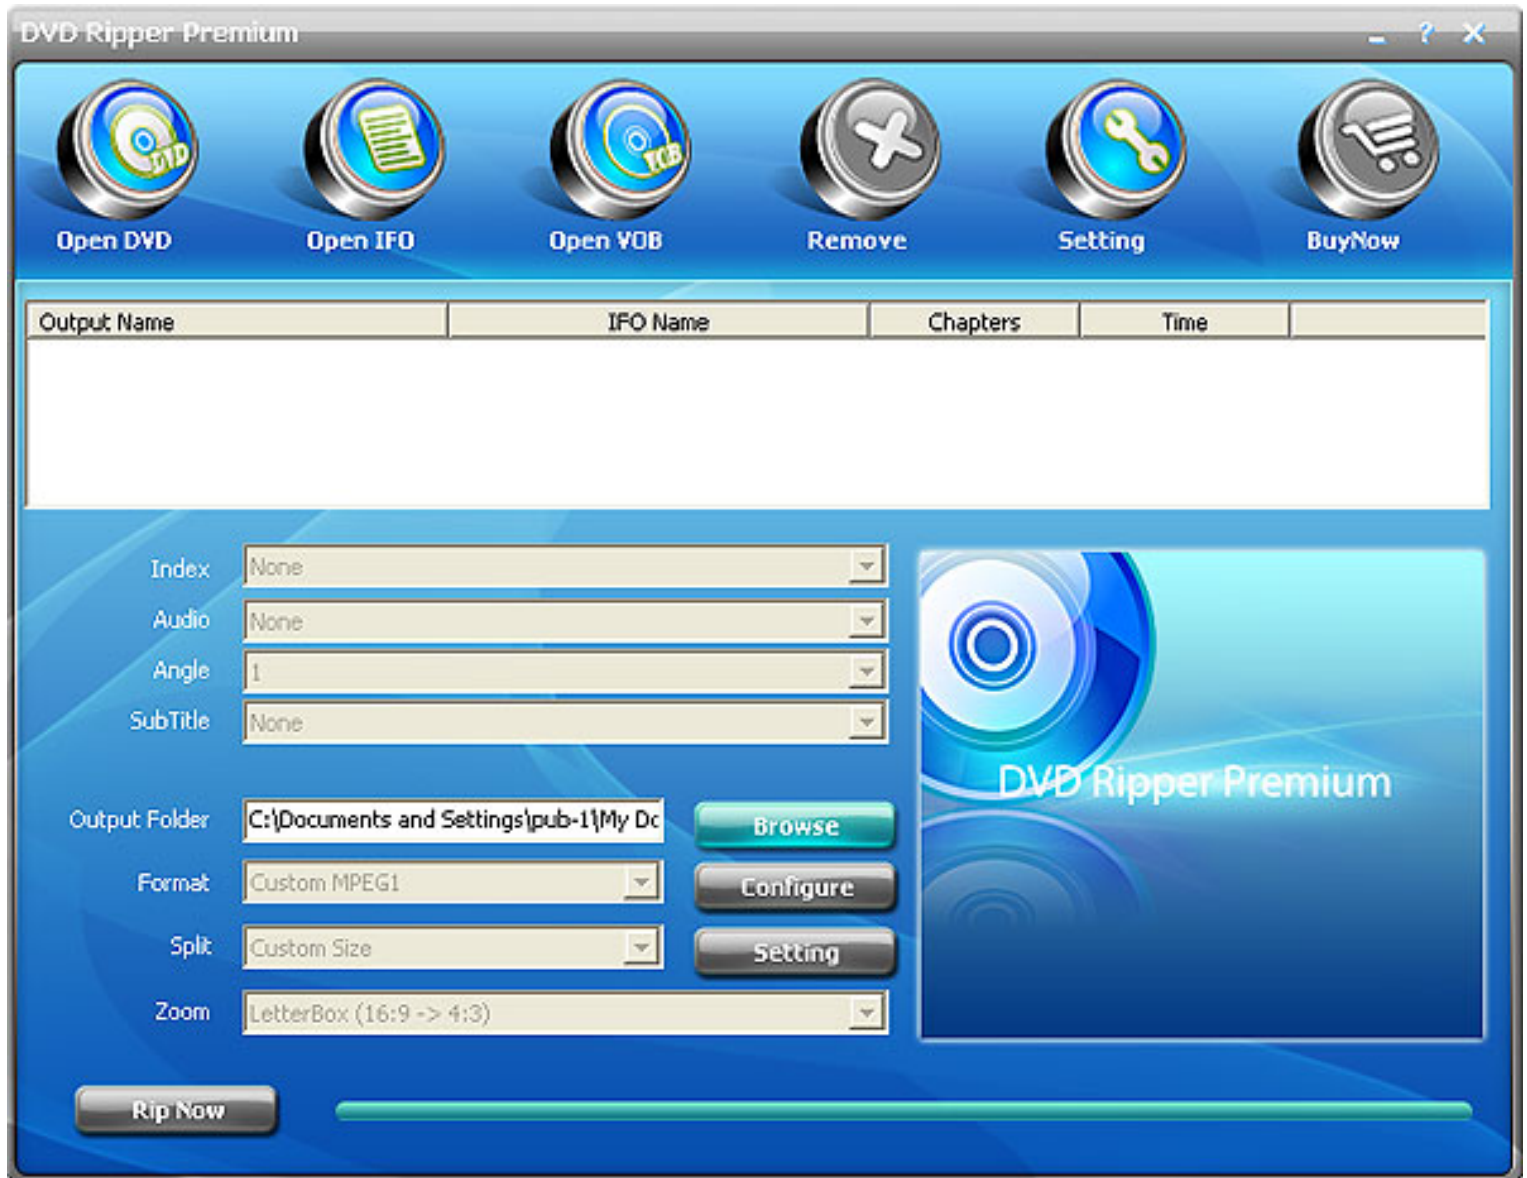 DVD Ripper Premium
?
DVD
VOB
Open DVD
Open IFO
Open VOB
Remove
Setting
BuyNow
Output Name
IFO Name
Chapters
Time
Index
None
Audio
None
Angle
1
SubTitle
None
Output Folder
C:\Documents and Settings\pub-1\My Dc
Browse
Format
Custom MPEG1
Configure
Split
Custom Size
Setting
Zoom
LetterBox (16:9 -> 4:3)
DVD Ripper Premium
Rip Now